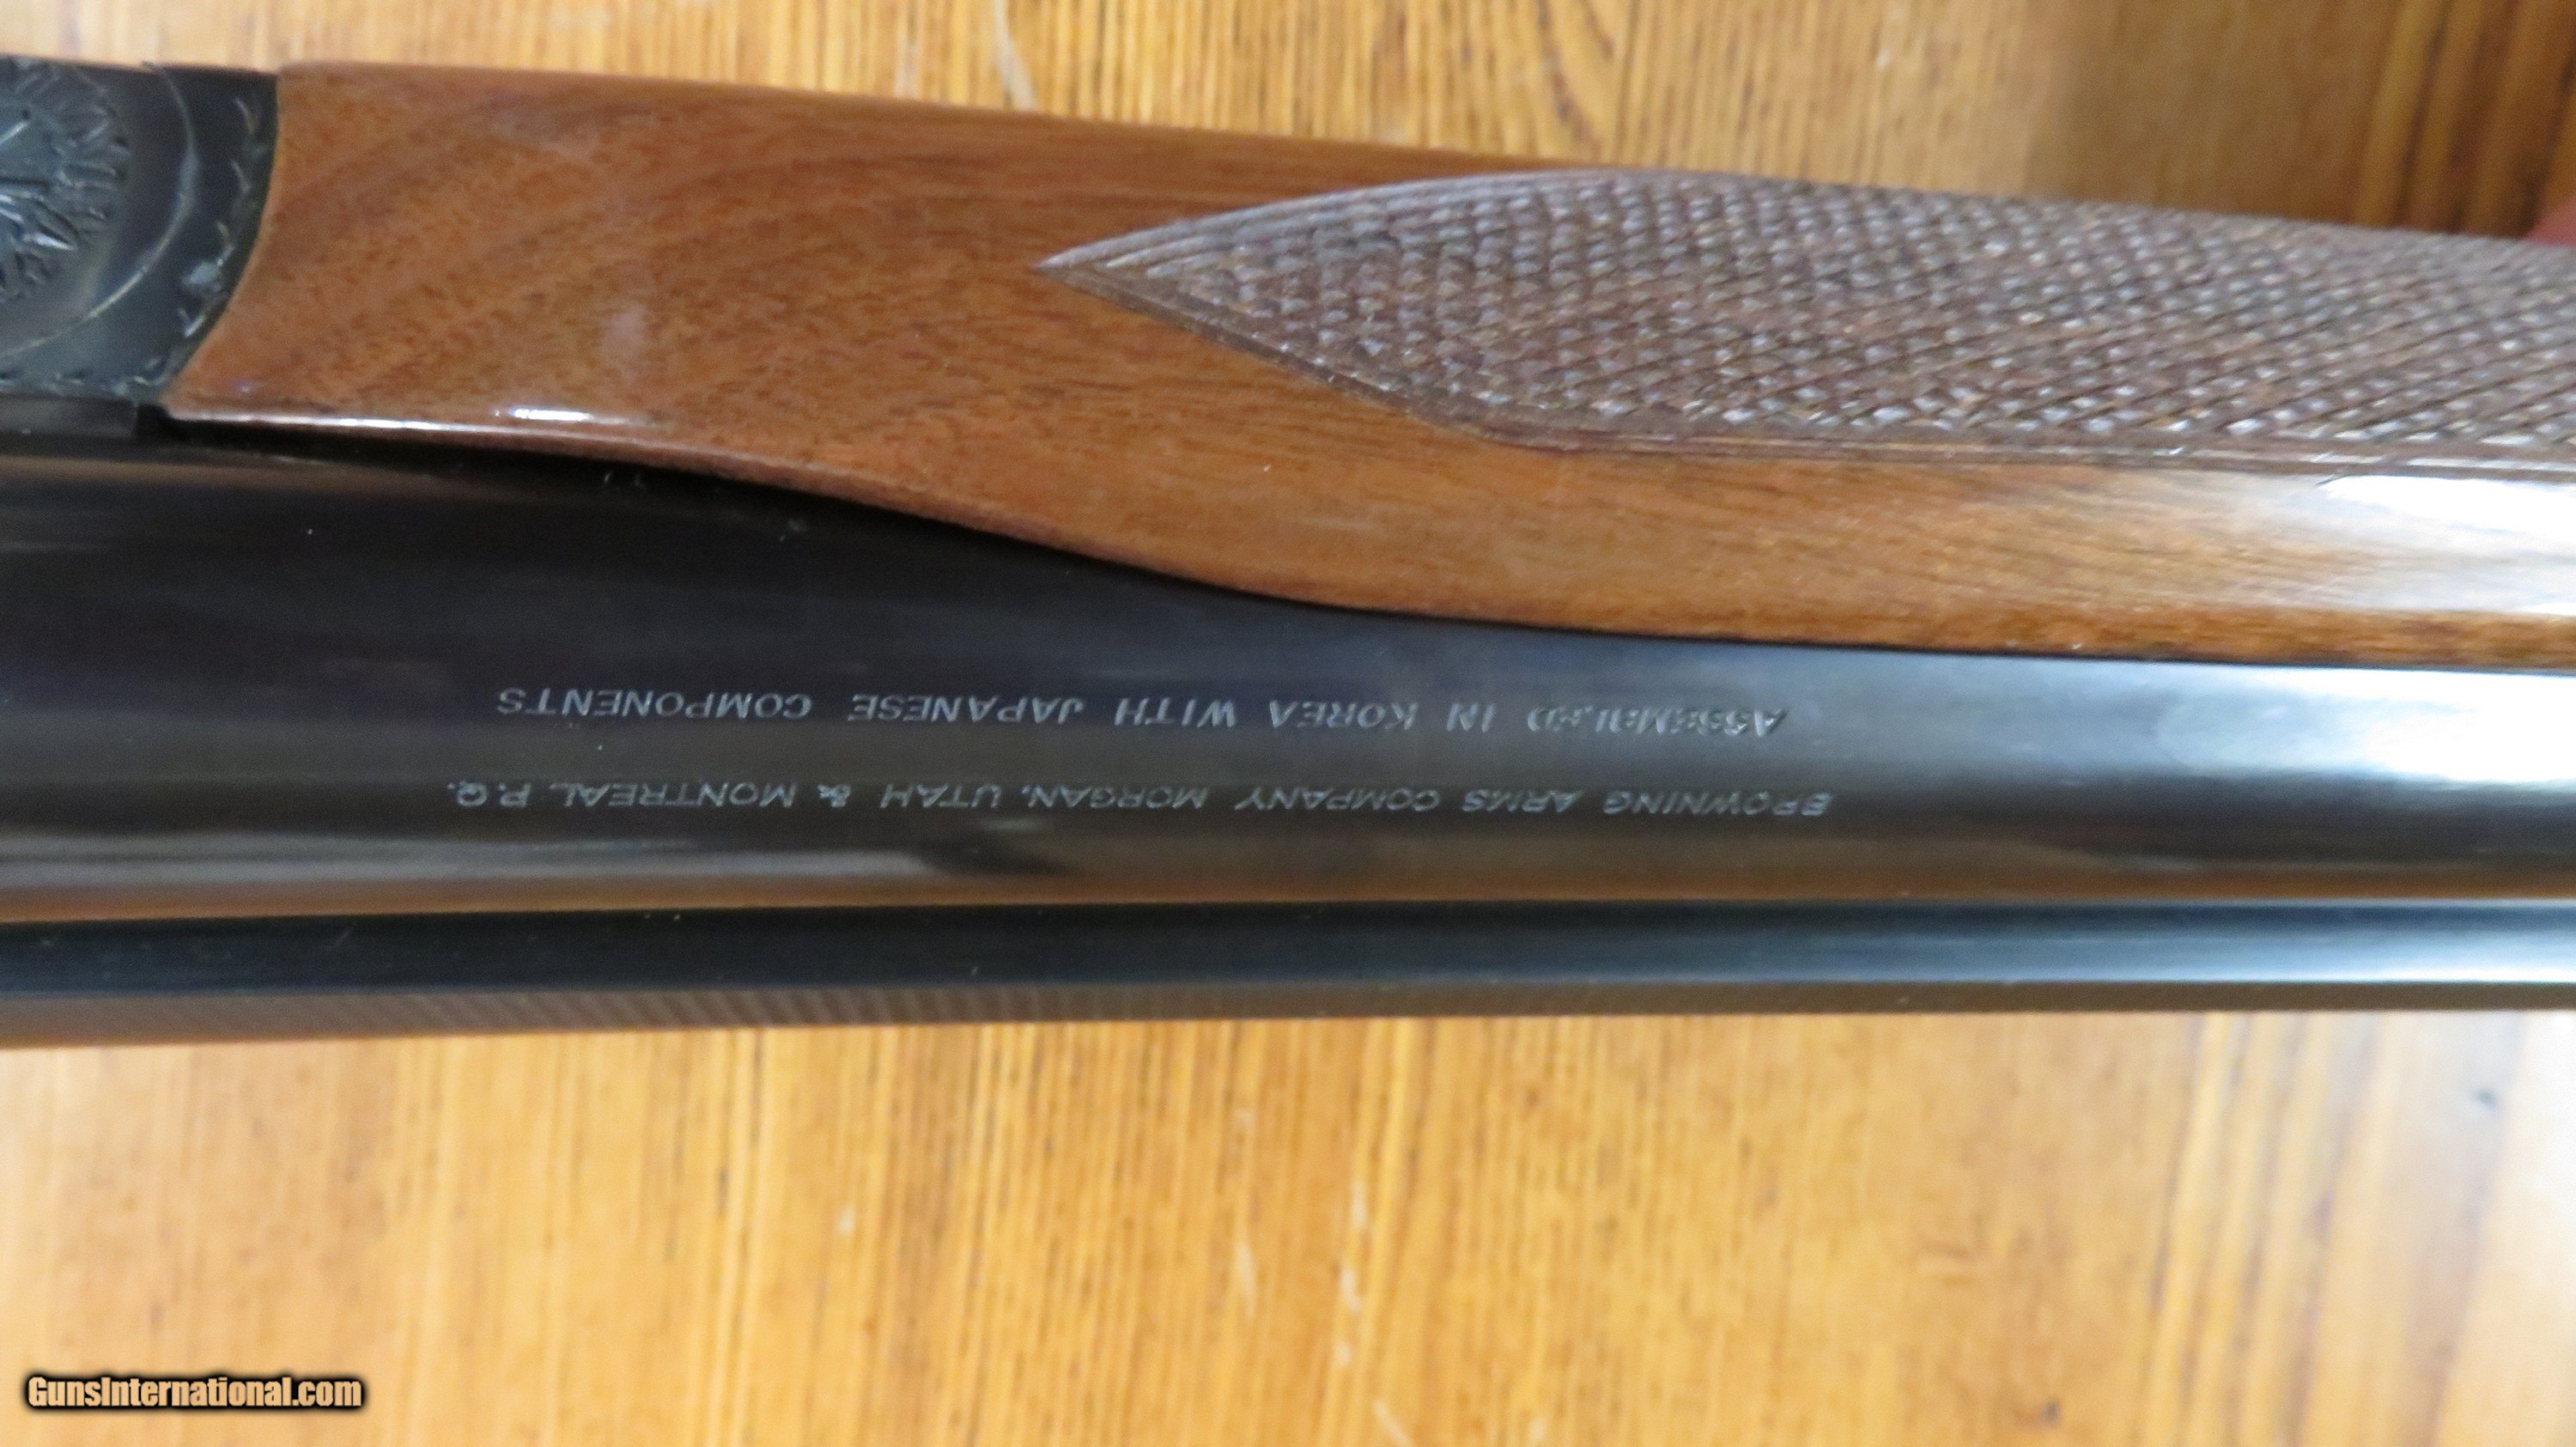 BROWNING ARMS COMPANY MORGAN, UTAH & MONTREAL P.Q.
ASSEMBLED IN KOREA WITH JAPANESE COMPONENTS
GunsInternational.com